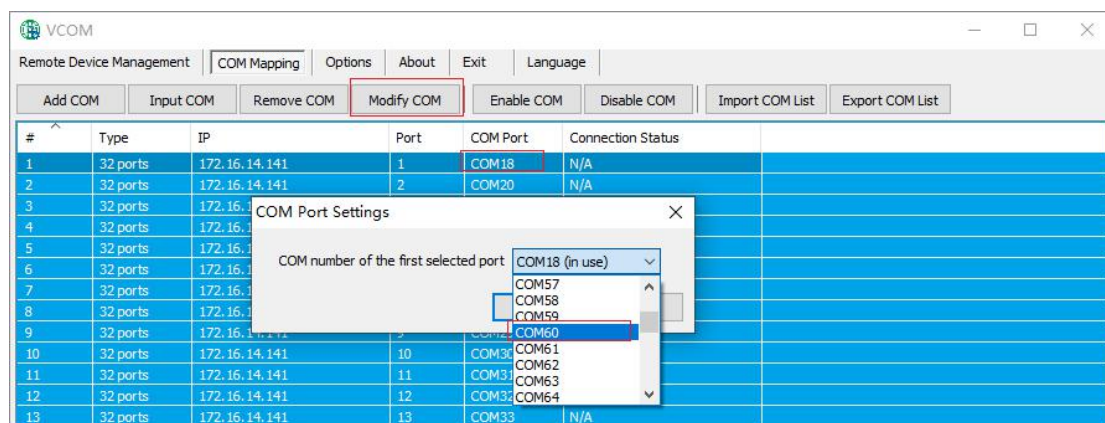 VCOM
Remote Device Management COM Mapping Options About Exit Language
Add COM Input COM Remove COM Modify COM Enable COM Disable COM Import COM List Export COM List
# Type IP Port COM Port Connection Status
1 32 ports 172.16.14.141 1 COM18 N/A
2 32 ports 172.16.14.141 2 COM20 N/A
3 32 ports
4 32 ports
5 32 ports
6 32 ports
7 32 ports
8 32 ports
9 32 ports
10 32 ports 172.16.14.141 10
11 32 ports 172.16.14.141 11
12 32 ports 172.16.14.141 12
13 32 ports 172.16.14.141 13 COM33 N/A
COM Port Settings
COM number of the first selected port COM18 (in use)
COM57
COM58
COM59
COM60
COM61
COM62
COM63
COM64